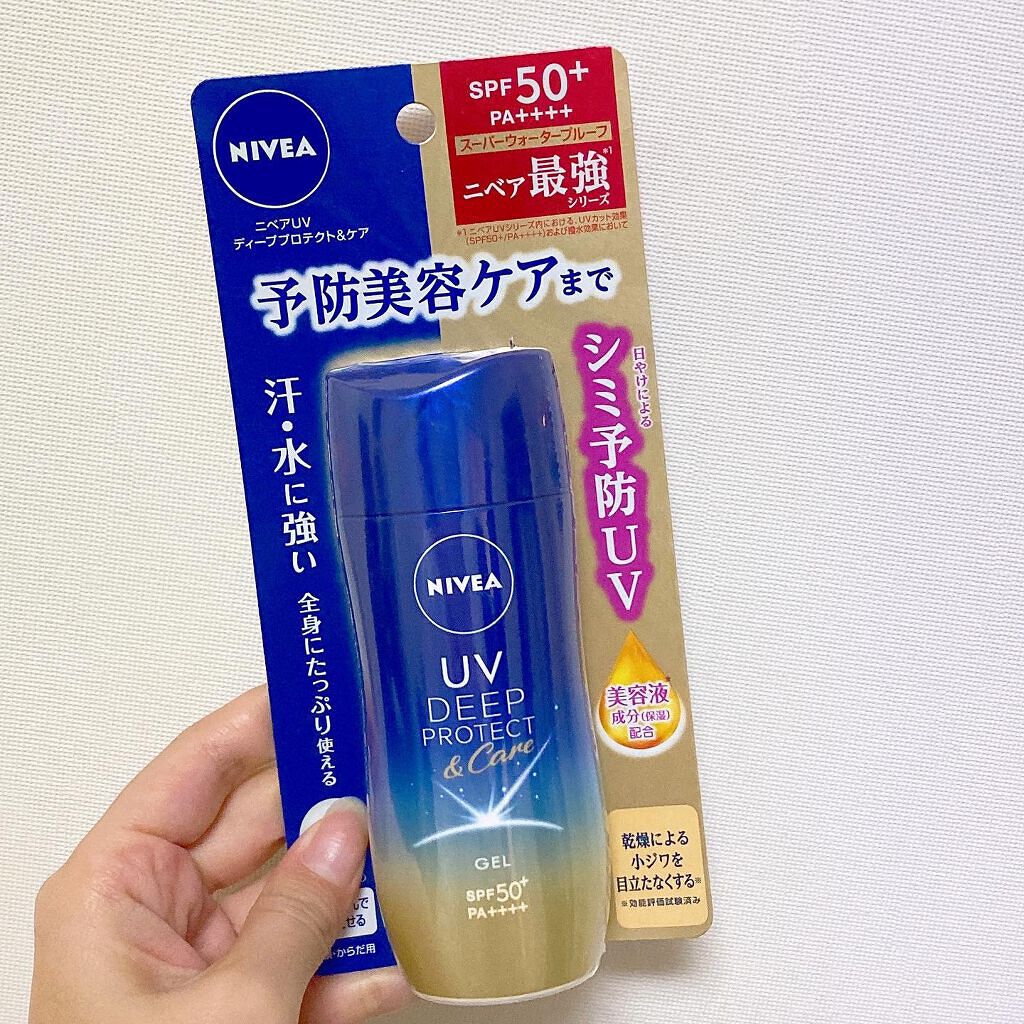 NIVEA
ニベアUV
ディーププロテクト&ケア
SPF50+
PA++++
スーパーウォータープルーフ
ニベア最強*1
シリーズ
*1 ニベアUVシリーズ内における、UVカット効果
(SPF50+/PA++++)および撥水効果において
予防美容ケアまで
汗・水に強い
全身にたっぷり使える
日やけによる
シミ予防UV
美容液*
成分(保湿)
配合
乾燥による
小ジワを
目立たなくする※
※効能評価試験済み
NIVEA
UV
DEEP
PROTECT
& Care
GEL
SPF50+
PA++++
で
せる
・からだ用